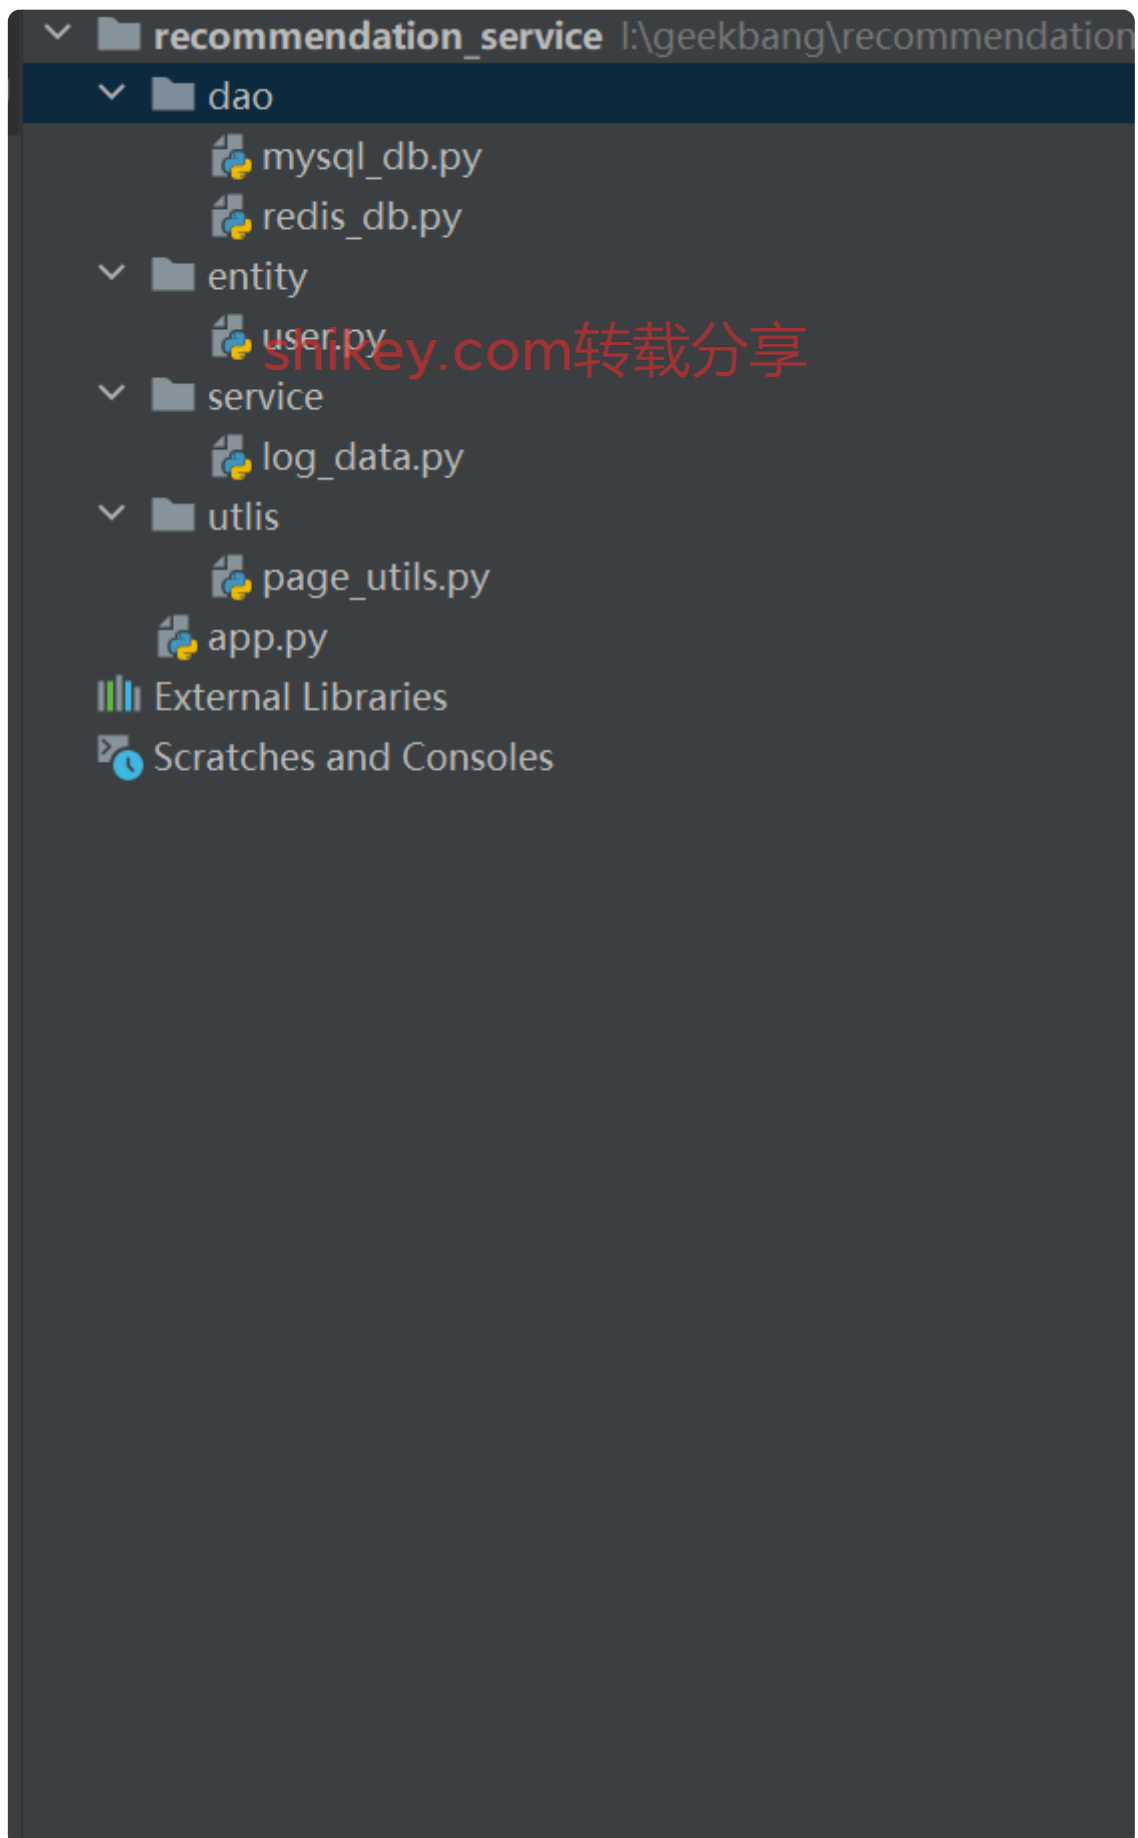 recommendation_service I:\geekbang\recommendation
dao
mysql_db.py
redis_db.py
entity
user.py
shikey.com转载分享
service
log_data.py
utlis
page_utils.py
app.py
External Libraries
Scratches and Consoles